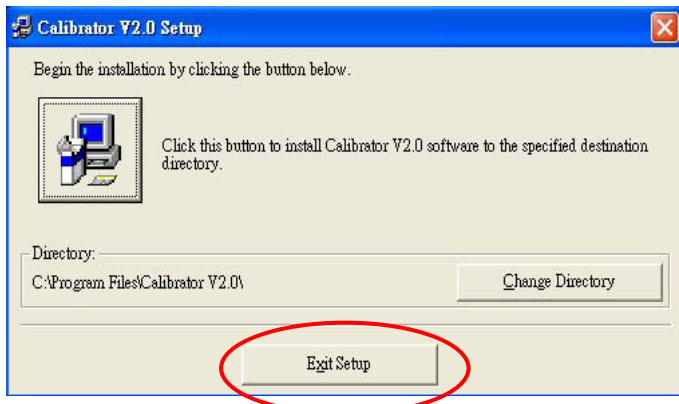 Calibrator V2.0 Setup
Begin the installation by clicking the button below.
Click this button to install Calibrator V2.0 software to the specified destination
directory.
Directory:
C:\Program Files\Calibrator V2.0\
Change Directory
Exit Setup